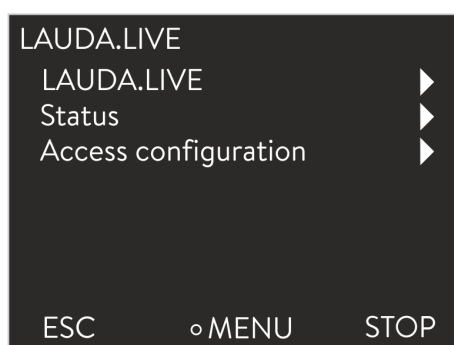 LAUDA.LIVE
LAUDA.LIVE
Status
Access configuration
ESC ○ MENU STOP